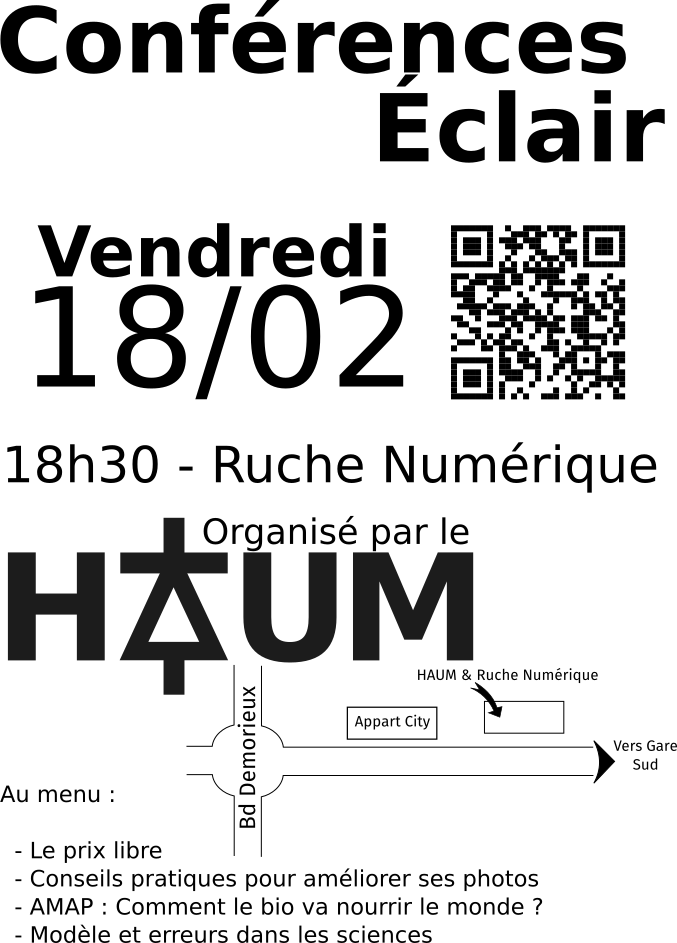 Conférences
Éclair
Vendredi
18/02
18h30 - Ruche Numérique
Organisé par le
HAUM
HAUM & Ruche Numérique
Appart City
Bd Demorieux
Vers Gare
Sud
Au menu :
- Le prix libre
- Conseils pratiques pour améliorer ses photos
- AMAP : Comment le bio va nourrir le monde ?
- Modèle et erreurs dans les sciences